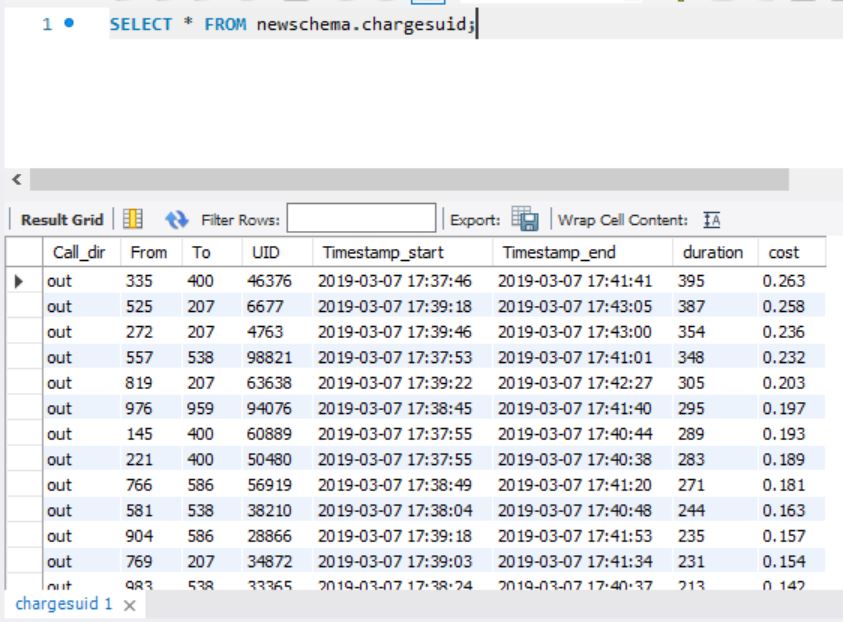 1 SELECT * FROM newschema.chargesuid;
Result Grid Filter Rows: Export: Wrap Cell Content: IA
Call_dir From To UID Timestamp_start Timestamp_end duration cost
out 335 400 46376 2019-03-07 17:37:46 2019-03-07 17:41:41 395 0.263
out 525 207 6677 2019-03-07 17:39:18 2019-03-07 17:43:05 387 0.258
out 272 207 4763 2019-03-07 17:39:46 2019-03-07 17:43:00 354 0.236
out 557 538 98821 2019-03-07 17:37:53 2019-03-07 17:41:01 348 0.232
out 819 207 63638 2019-03-07 17:39:22 2019-03-07 17:42:27 305 0.203
out 976 959 94076 2019-03-07 17:38:45 2019-03-07 17:41:40 295 0.197
out 145 400 60889 2019-03-07 17:37:55 2019-03-07 17:40:44 289 0.193
out 221 400 50480 2019-03-07 17:37:55 2019-03-07 17:40:38 283 0.189
out 766 586 56919 2019-03-07 17:38:49 2019-03-07 17:41:20 271 0.181
out 581 538 38210 2019-03-07 17:38:04 2019-03-07 17:40:48 244 0.163
out 904 586 28866 2019-03-07 17:39:18 2019-03-07 17:41:53 235 0.157
out 769 207 34872 2019-03-07 17:39:03 2019-03-07 17:41:34 231 0.154
out 983 538 33365 2019-03-07 17:38:24 2019-03-07 17:40:37 213 0.142
chargesuid 1